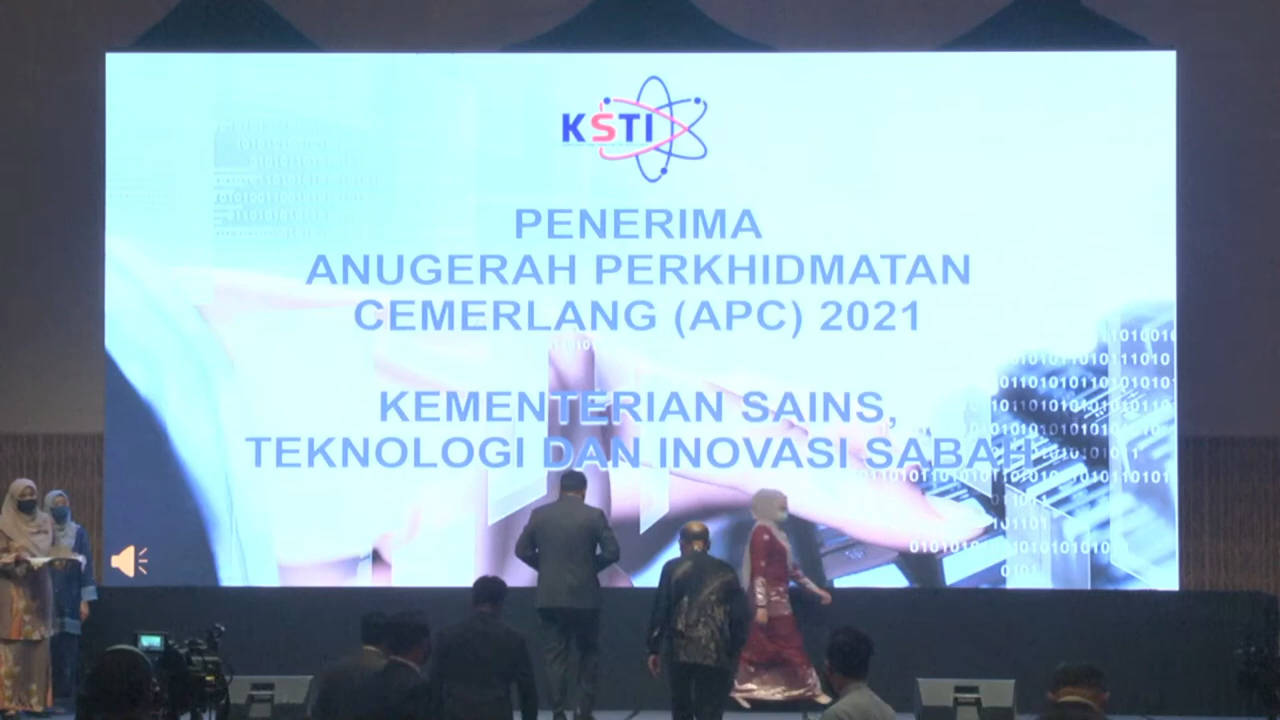 KSTI
PENERIMA
ANUGERAH PERKHIDMATAN
CEMERLANG (APC) 2021
KEMENTERIAN SAINS,
TEKNOLOGI DAN INOVASI SABAH